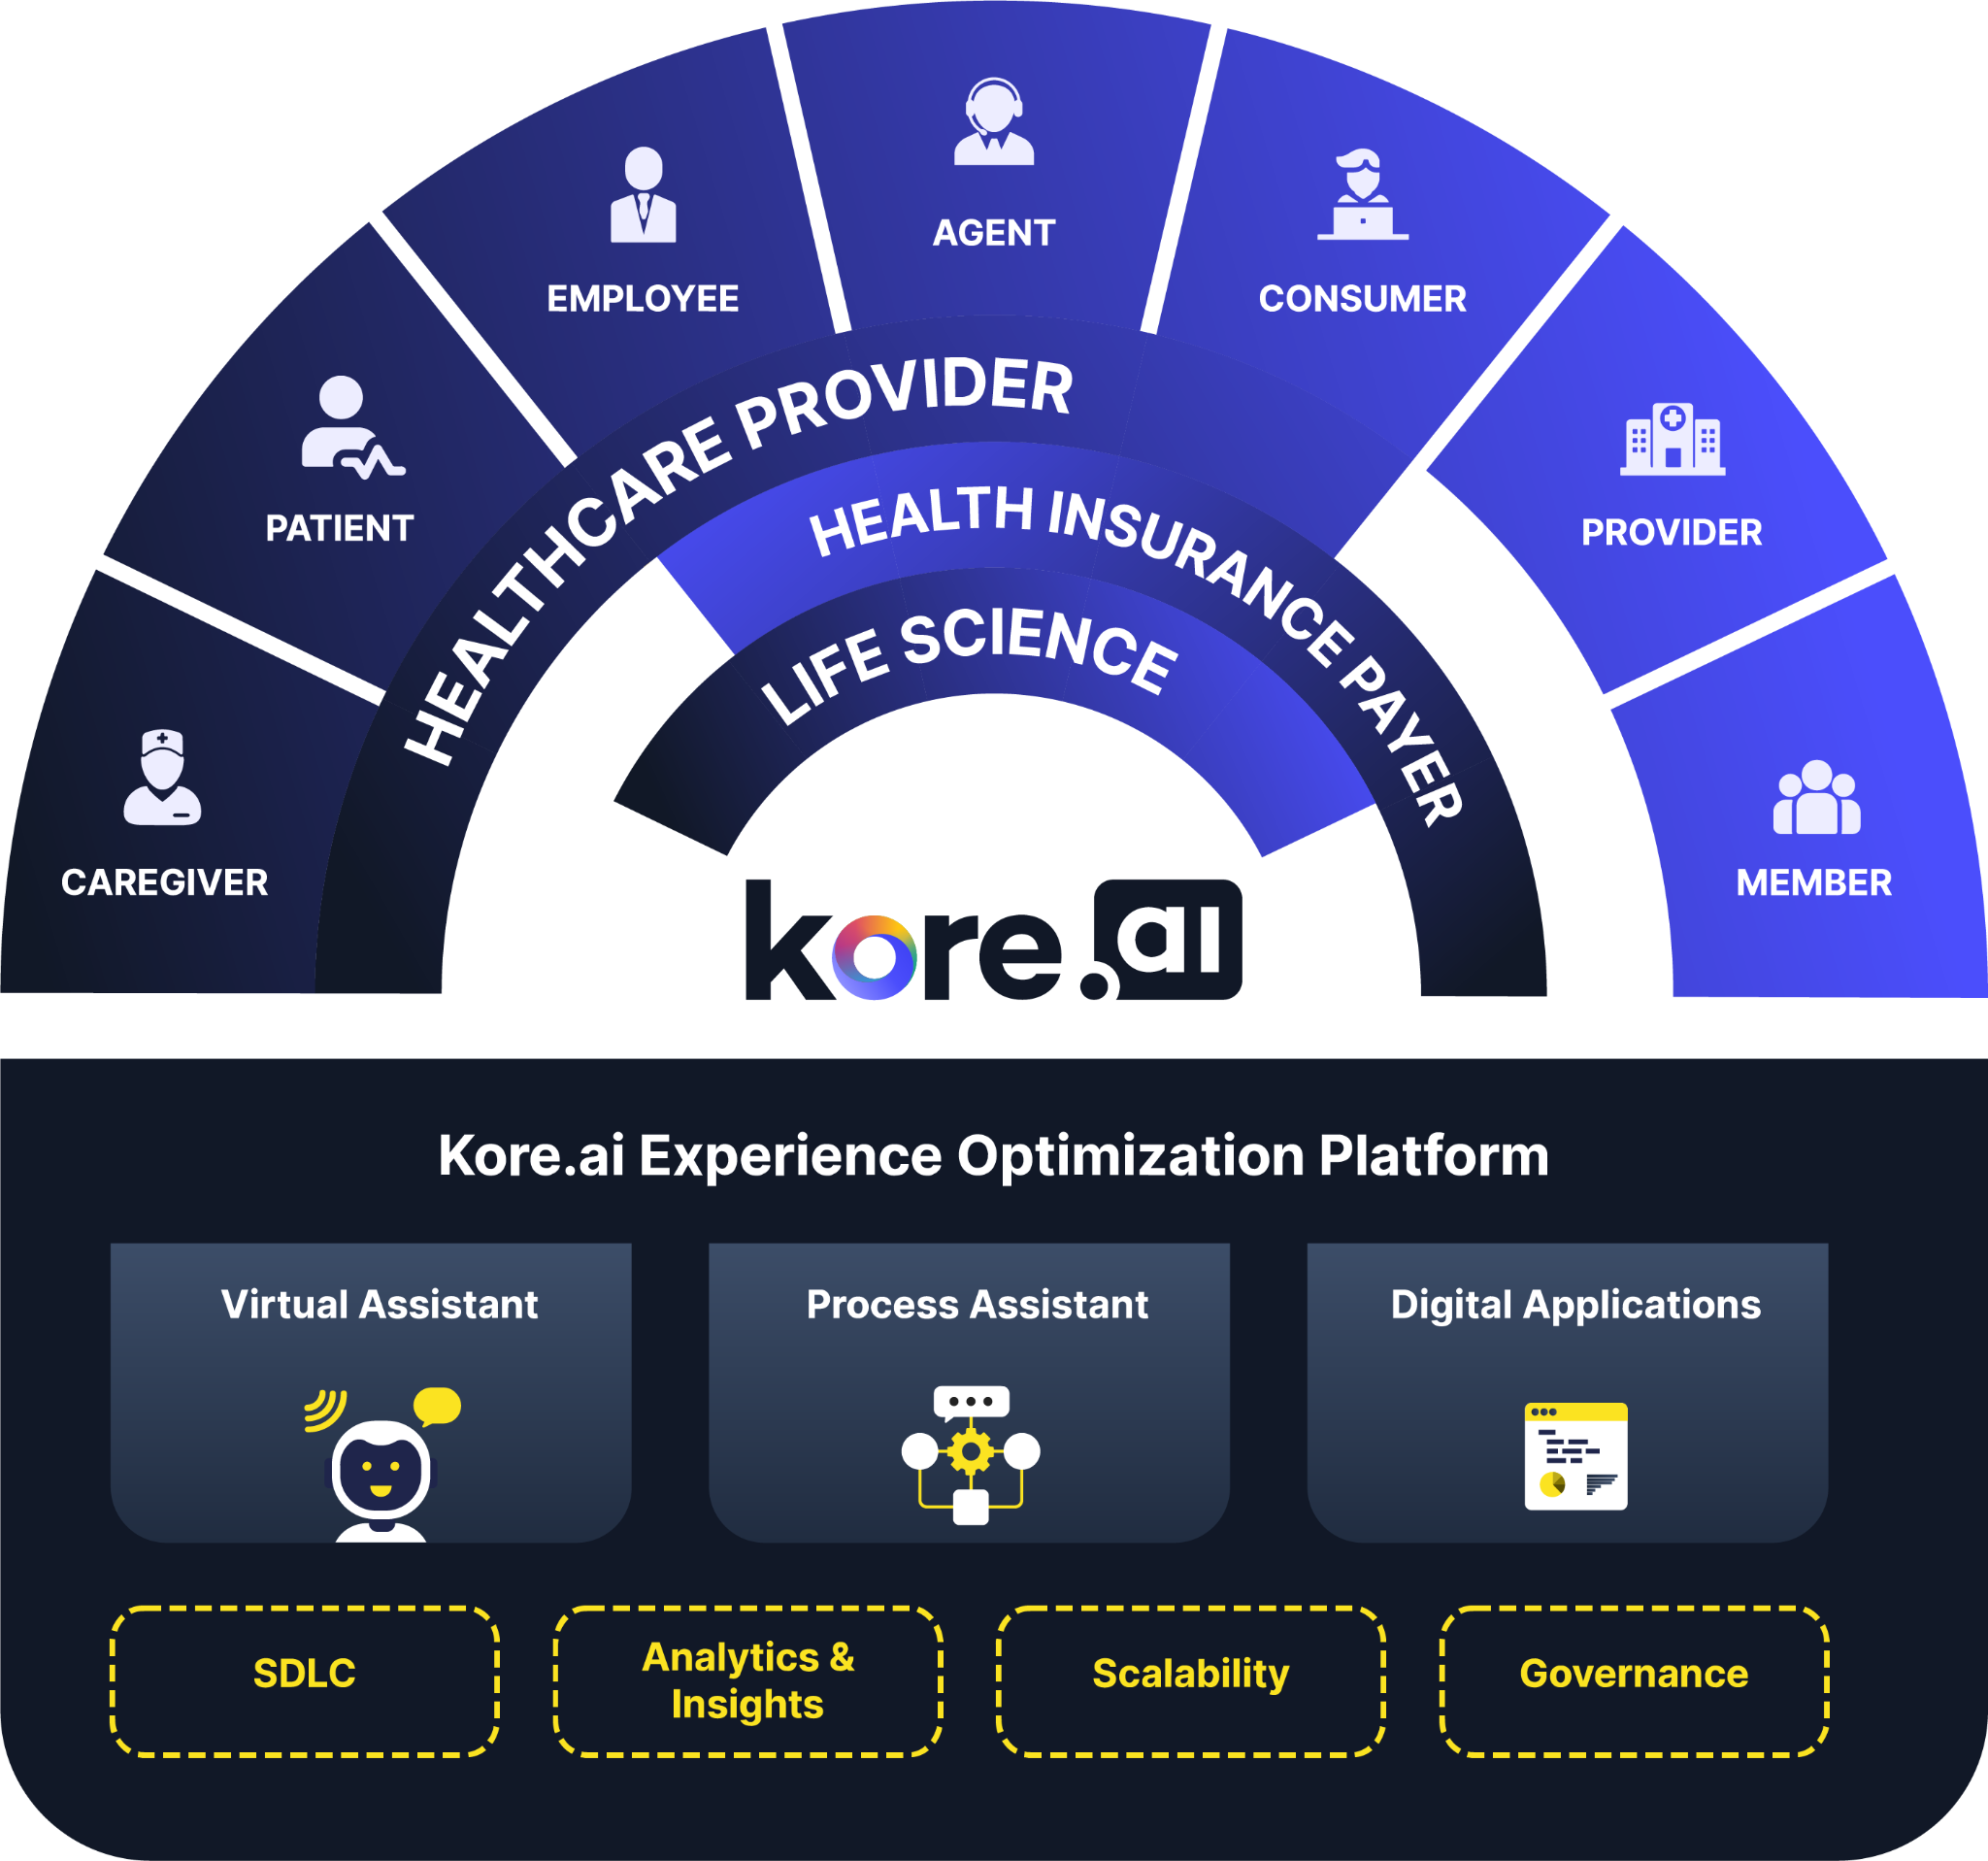 CAREGIVER
PATIENT
EMPLOYEE
AGENT
CONSUMER
PROVIDER
MEMBER
HEALTHCARE PROVIDER
HEALTH INSURANCE PAYER
LIFE SCIENCE
kore.ai
Kore.ai Experience Optimization Platform
Virtual Assistant
Process Assistant
Digital Applications
SDLC
Analytics &
Insights
Scalability
Governance